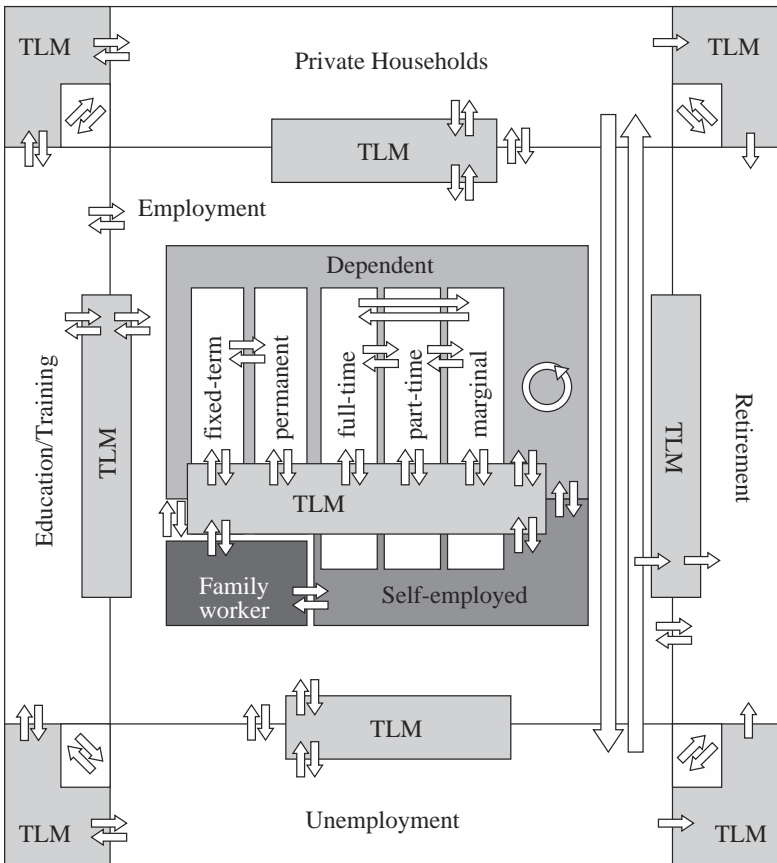 TLM
TLM
Private Households
TLM
Employment
Dependent
fixed-term
permanent
full-time
part-time
marginal
Education/Training
TLM
TLM
Retirement
TLM
Family
worker
Self-employed
TLM
Unemployment
TLM
TLM